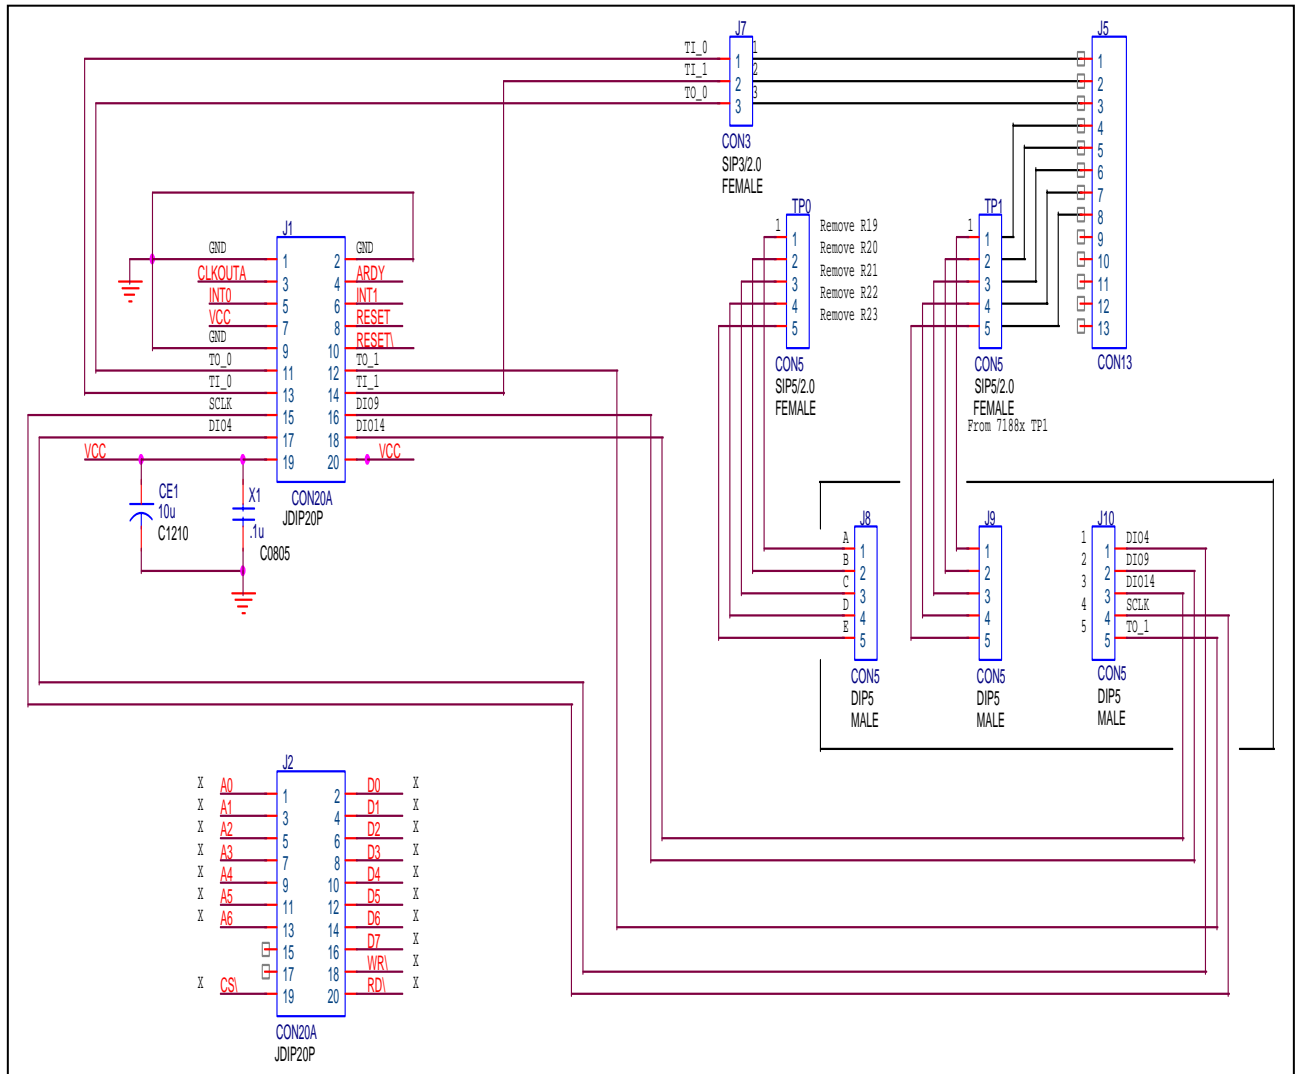 J7
J5
TI_0 1 1 1
TI_1 2 2 2
TO_0 3 3 3
4
CON3
5
SIP3/2.0
6
FEMALE
7
TP0 TP1
8
1 1 Remove R19 1 1 9
2 Remove R20 2 10
3 Remove R21 3 11
4 Remove R22 4 12
5 Remove R23 5 13
CON5 CON5 CON13
SIP5/2.0 SIP5/2.0
FEMALE FEMALE
From 7188x TP1
J1
GND 1 2 GND
CLKOUTA 3 4 ARDY
INT0 5 6 INT1
VCC 7 8 RESET
GND 9 10 RESET\
TO_0 11 12 TO_1
TI_0 13 14 TI_1
SCLK 15 16 DIO9
DIO4 17 18 DIO14
VCC 19 20 VCC
CON20A
JDIP20P
CE1
10u
C1210
X1
.1u
C0805
J8 J9 J10
A 1 1 1 1 DIO4
B 2 2 2 2 DIO9
C 3 3 3 3 DIO14
D 4 4 4 4 SCLK
E 5 5 5 5 TO_1
CON5 CON5 CON5
DIP5 DIP5 DIP5
MALE MALE MALE
J2
X A0 1 2 D0 X
X A1 3 4 D1 X
X A2 5 6 D2 X
X A3 7 8 D3 X
X A4 9 10 D4 X
X A5 11 12 D5 X
X A6 13 14 D6 X
15 16 D7 X
17 18 WR\ X
X CS\ 19 20 RD\ X
CON20A
JDIP20P